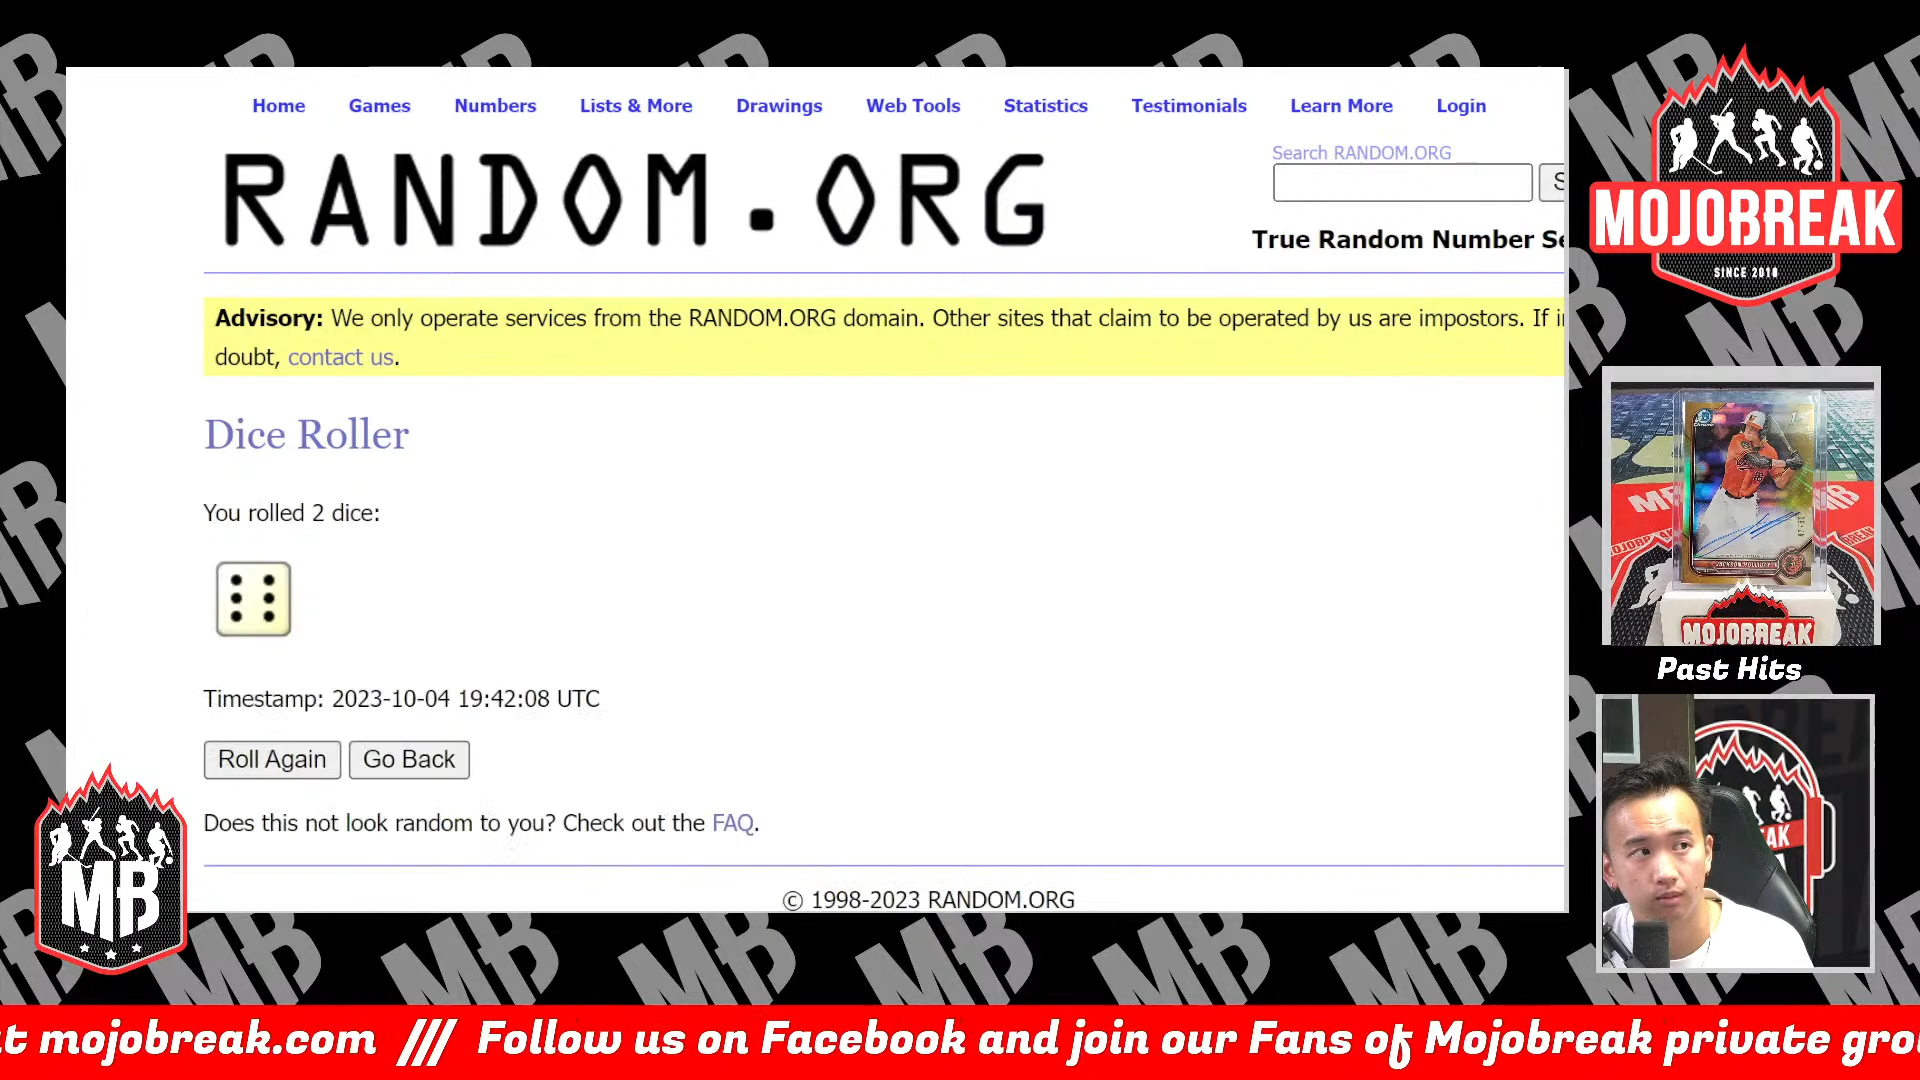 Home Games Numbers Lists & More Drawings Web Tools Statistics Testimonials Learn More Login
RANDOM.ORG
Search RANDOM.ORG
S
True Random Number Se
Advisory: We only operate services from the RANDOM.ORG domain. Other sites that claim to be operated by us are impostors. If in
doubt, contact us.
Dice Roller
You rolled 2 dice:
Timestamp: 2023-10-04 19:42:08 UTC
Roll Again Go Back
Does this not look random to you? Check out the FAQ.
© 1998-2023 RANDOM.ORG
MOJOBREAK
SINCE 2010
MOJOBREAK
Past Hits
MB
at mojobreak.com /// Follow us on Facebook and join our Fans of Mojobreak private grou